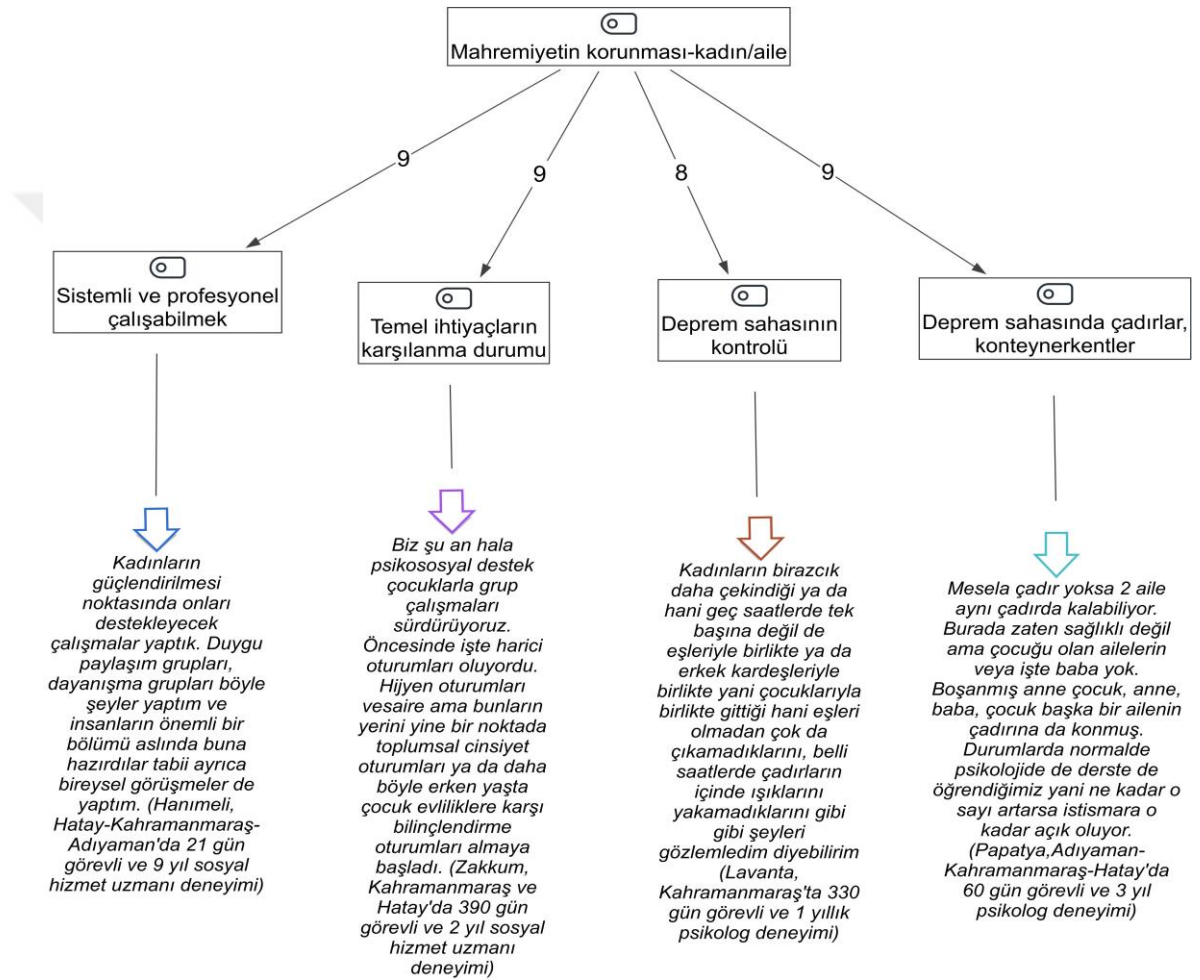 Mahremiyetin korunması-kadın/aile
9
9
8
9
Sistemli ve profesyonel
çalışabilmek
Temel ihtiyaçların
karşılanma durumu
Deprem sahasının
kontrolü
Deprem sahasında çadırlar,
konteynerkentler
Kadınların
güçlendirilmesi
noktasında onları
destekleyecek
çalışmalar yaptık. Duygu
paylaşım grupları,
dayanışma grupları böyle
şeyler yaptım ve
insanların önemli bir
bölümü aslında buna
hazırdılar tabii ayrıca
bireysel görüşmeler de
yaptım. (Hanımeli,
Hatay-Kahramanmaraş-
Adıyaman'da 21 gün
görevli ve 9 yıl sosyal
hizmet uzmanı deneyimi)
Biz şu an hala
psikososyal destek
çocuklarla grup
çalışmaları
sürdürüyoruz.
Öncesinde işte harici
oturumları oluyordu.
Hijyen oturumları
vesaire ama bunların
yerini yine bir noktada
toplumsal cinsiyet
oturumları ya da daha
böyle erken yaşta
çocuk evliliklere karşı
bilinçlendirme
oturumları almaya
başladı. (Zakkum,
Kahramanmaraş ve
Hatay'da 390 gün
görevli ve 2 yıl sosyal
hizmet uzmanı
deneyimi)
Kadınların birazcık
daha çekindiği ya da
hani geç saatlerde tek
başına değil de
eşleriyle birlikte ya da
erkek kardeşleriyle
birlikte yani çocuklarıyla
birlikte gittiği hani eşleri
olmadan çok da
çıkamadıklarını, belli
saatlerde çadırların
içinde ışıklarını
yakamadıklarını gibi
gibi şeyleri
gözlemledim diyebilirim
(Lavanta,
Kahramanmaraş'ta 330
gün görevli ve 1 yıllık
psikolog deneyimi)
Mesela çadır yoksa 2 aile
aynı çadırda kalabiliyor.
Burada zaten sağlıklı değil
ama çocuğu olan ailelerin
veya işte baba yok.
Boşanmış anne çocuk, anne,
baba, çocuk başka bir ailenin
çadırına da konmuş.
Durumlarda normalde
psikolojide de derste de
öğrendiğimiz yani ne kadar o
sayı artarsa istismara o
kadar açık oluyor.
(Papatya,Adıyaman-
Kahramanmaraş-Hatay'da
60 gün görevli ve 3 yıl
psikolog deneyimi)